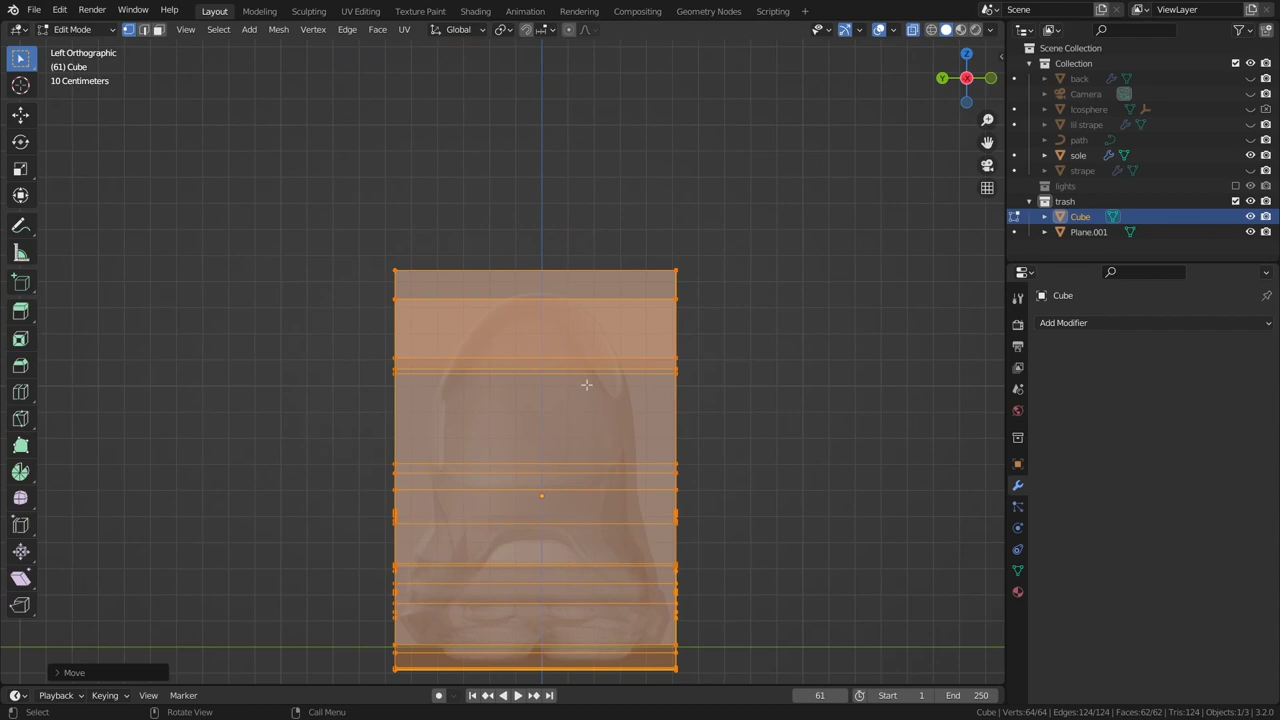 File Edit Render Window Help Layout Modeling Sculpting UV Editing Texture Paint Shading Animation Rendering Compositing Geometry Nodes Scripting + Scene ViewLayer
Edit Mode View Select Add Mesh Vertex Edge Face UV Global
Left Orthographic
(61) Cube
10 Centimeters
Z
Y
X
Scene Collection
Collection
back
Camera
Icosphere
lil strape
path
sole
strape
lights
trash
Cube
Plane.001
Cube
Add Modifier
> Move
Playback Keying View Marker 61 Start 1 End 250
Select Rotate View Call Menu Cube | Verts:64/64 | Edges:124/124 | Faces:62/62 | Tris:124 | Objects:1/3 | 3.2.0